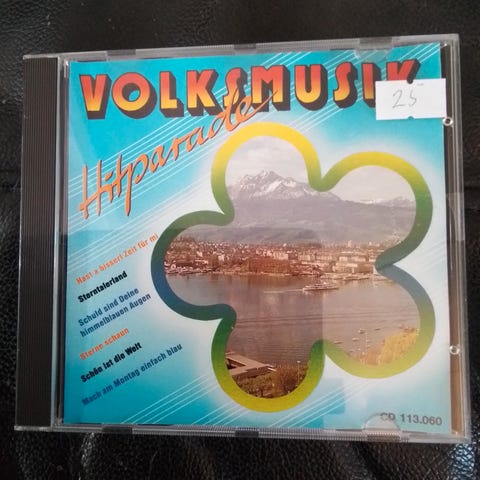 VOLKSMUSIK
Hitparade
25
Hast a bisserl Zeit für mi
Sterntalerland
Schuld sind Deine
himmelblauen Augen
Sterne schaun
Schön ist die Welt
Mach am Montag einfach blau
CD 113.060